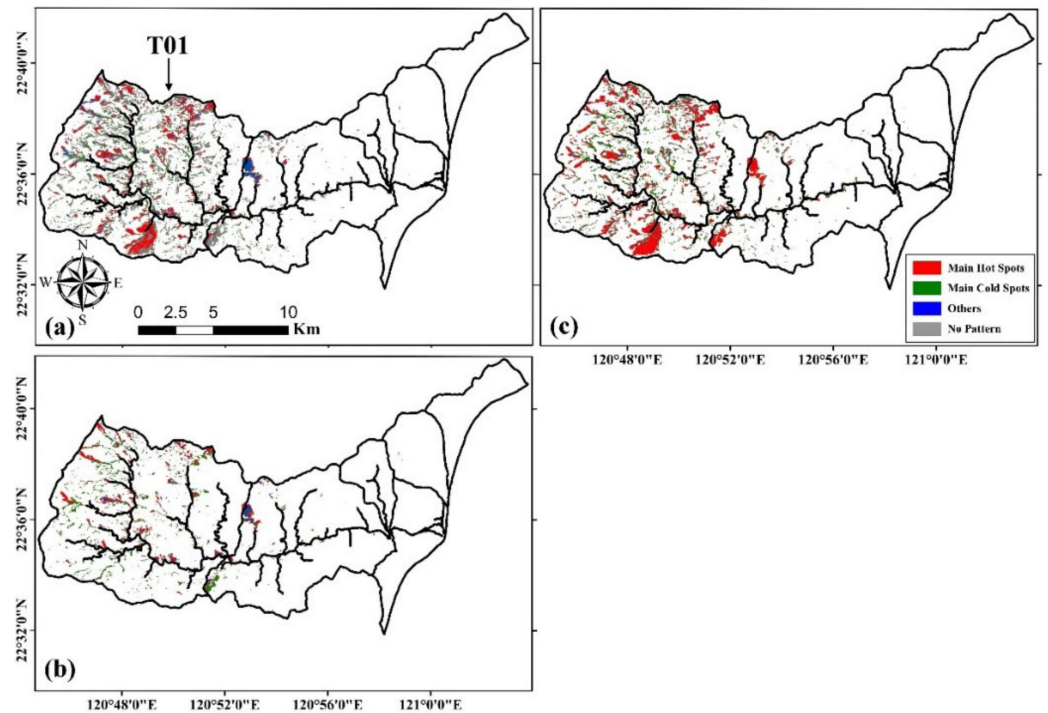 T01
22°40'0"N
22°36'0"N
22°32'0"N
N
W E
S
0 2.5 5 10
Km
(a)
(c)
Main Hot Spots
Main Cold Spots
Others
No Pattern
120°48'0"E 120°52'0"E 120°56'0"E 121°0'0"E
22°40'0"N
22°36'0"N
22°32'0"N
(b)
120°48'0"E 120°52'0"E 120°56'0"E 121°0'0"E